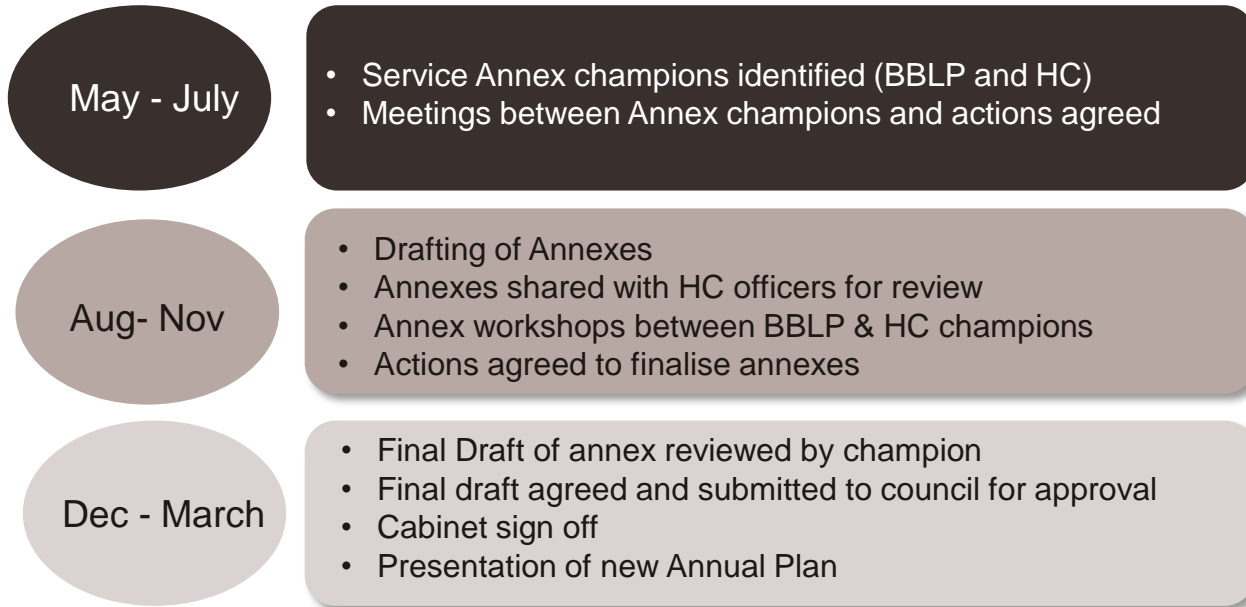 May - July
• Service Annex champions identified (BBLP and HC)
• Meetings between Annex champions and actions agreed
Aug- Nov
• Drafting of Annexes
• Annexes shared with HC officers for review
• Annex workshops between BBLP & HC champions
• Actions agreed to finalise annexes
Dec - March
• Final Draft of annex reviewed by champion
• Final draft agreed and submitted to council for approval
• Cabinet sign off
• Presentation of new Annual Plan